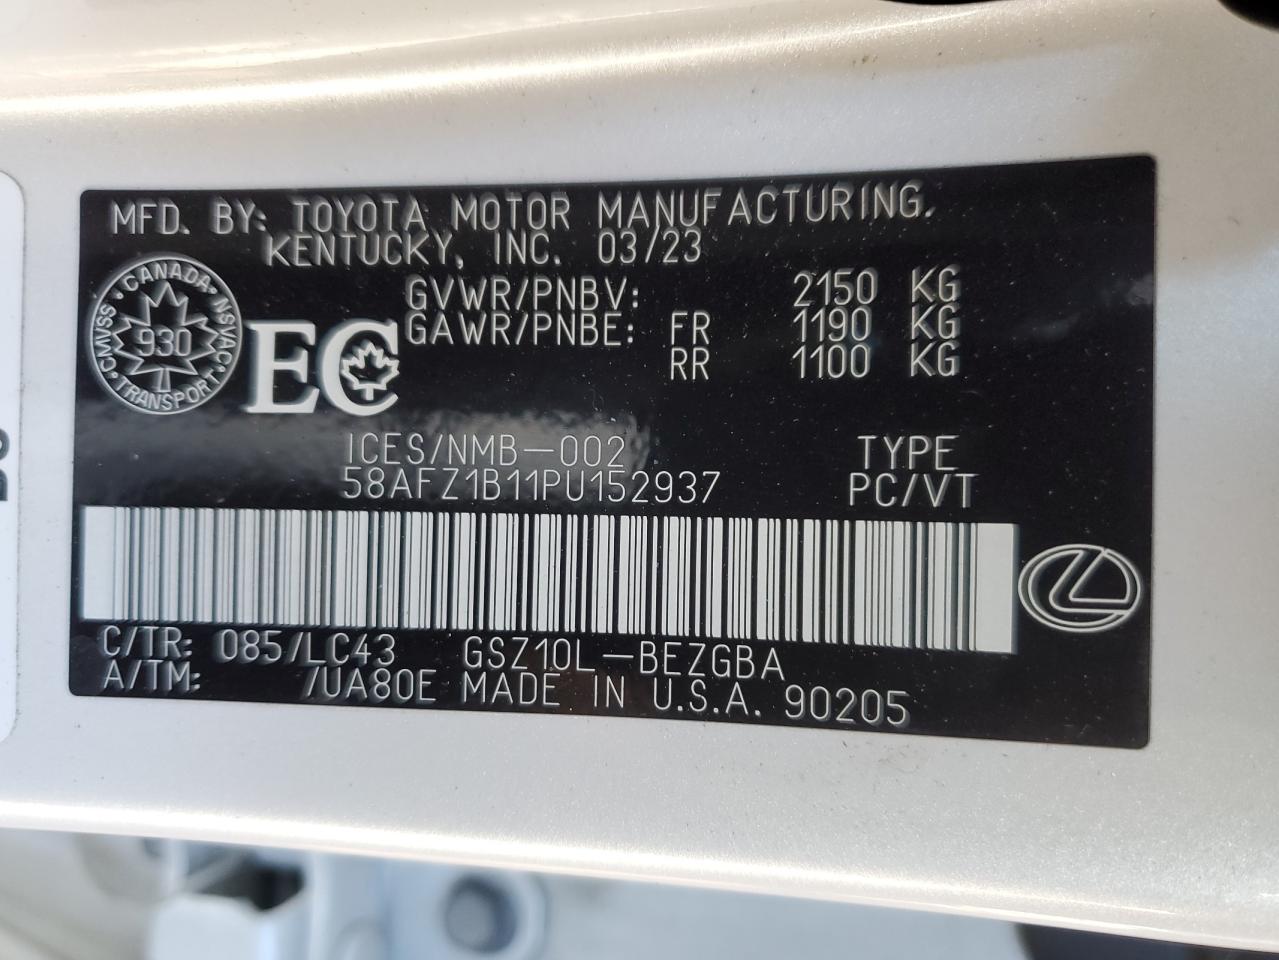 MFD. BY: TOYOTA MOTOR MANUFACTURING,
KENTUCKY, INC. 03/23
GVWR/PNBV: 2150 KG
GAWR/PNBE: FR 1190 KG
RR 1100 KG
CANADA
CMVSS NSVAC
930
TRANSPORT
EC
ICES/NMB-002
TYPE
58AFZ1B11PU152937
PC/VT
C/TR: 085/LC43 GSZ10L-BEZGBA
A/TM: /UA80E MADE IN U.S.A. 90205